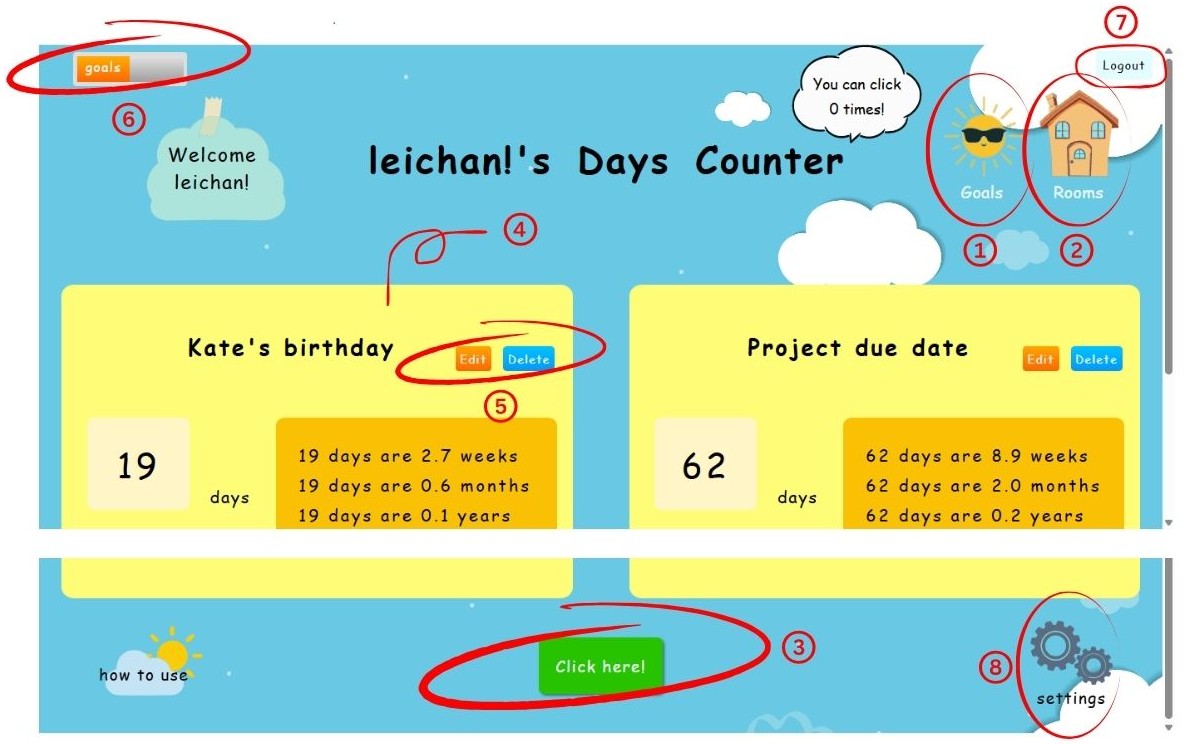 ⑦
goals
Logout
You can click
0 times!
⑥
Welcome
leichan!
leichan!'s Days Counter
Goals
Rooms
④
①
②
Kate's birthday
Edit
Delete
Project due date
Edit
Delete
⑤
19
days
19 days are 2.7 weeks
19 days are 0.6 months
19 days are 0.1 years
62
days
62 days are 8.9 weeks
62 days are 2.0 months
62 days are 0.2 years
how to use
Click here!
③
⑧
settings